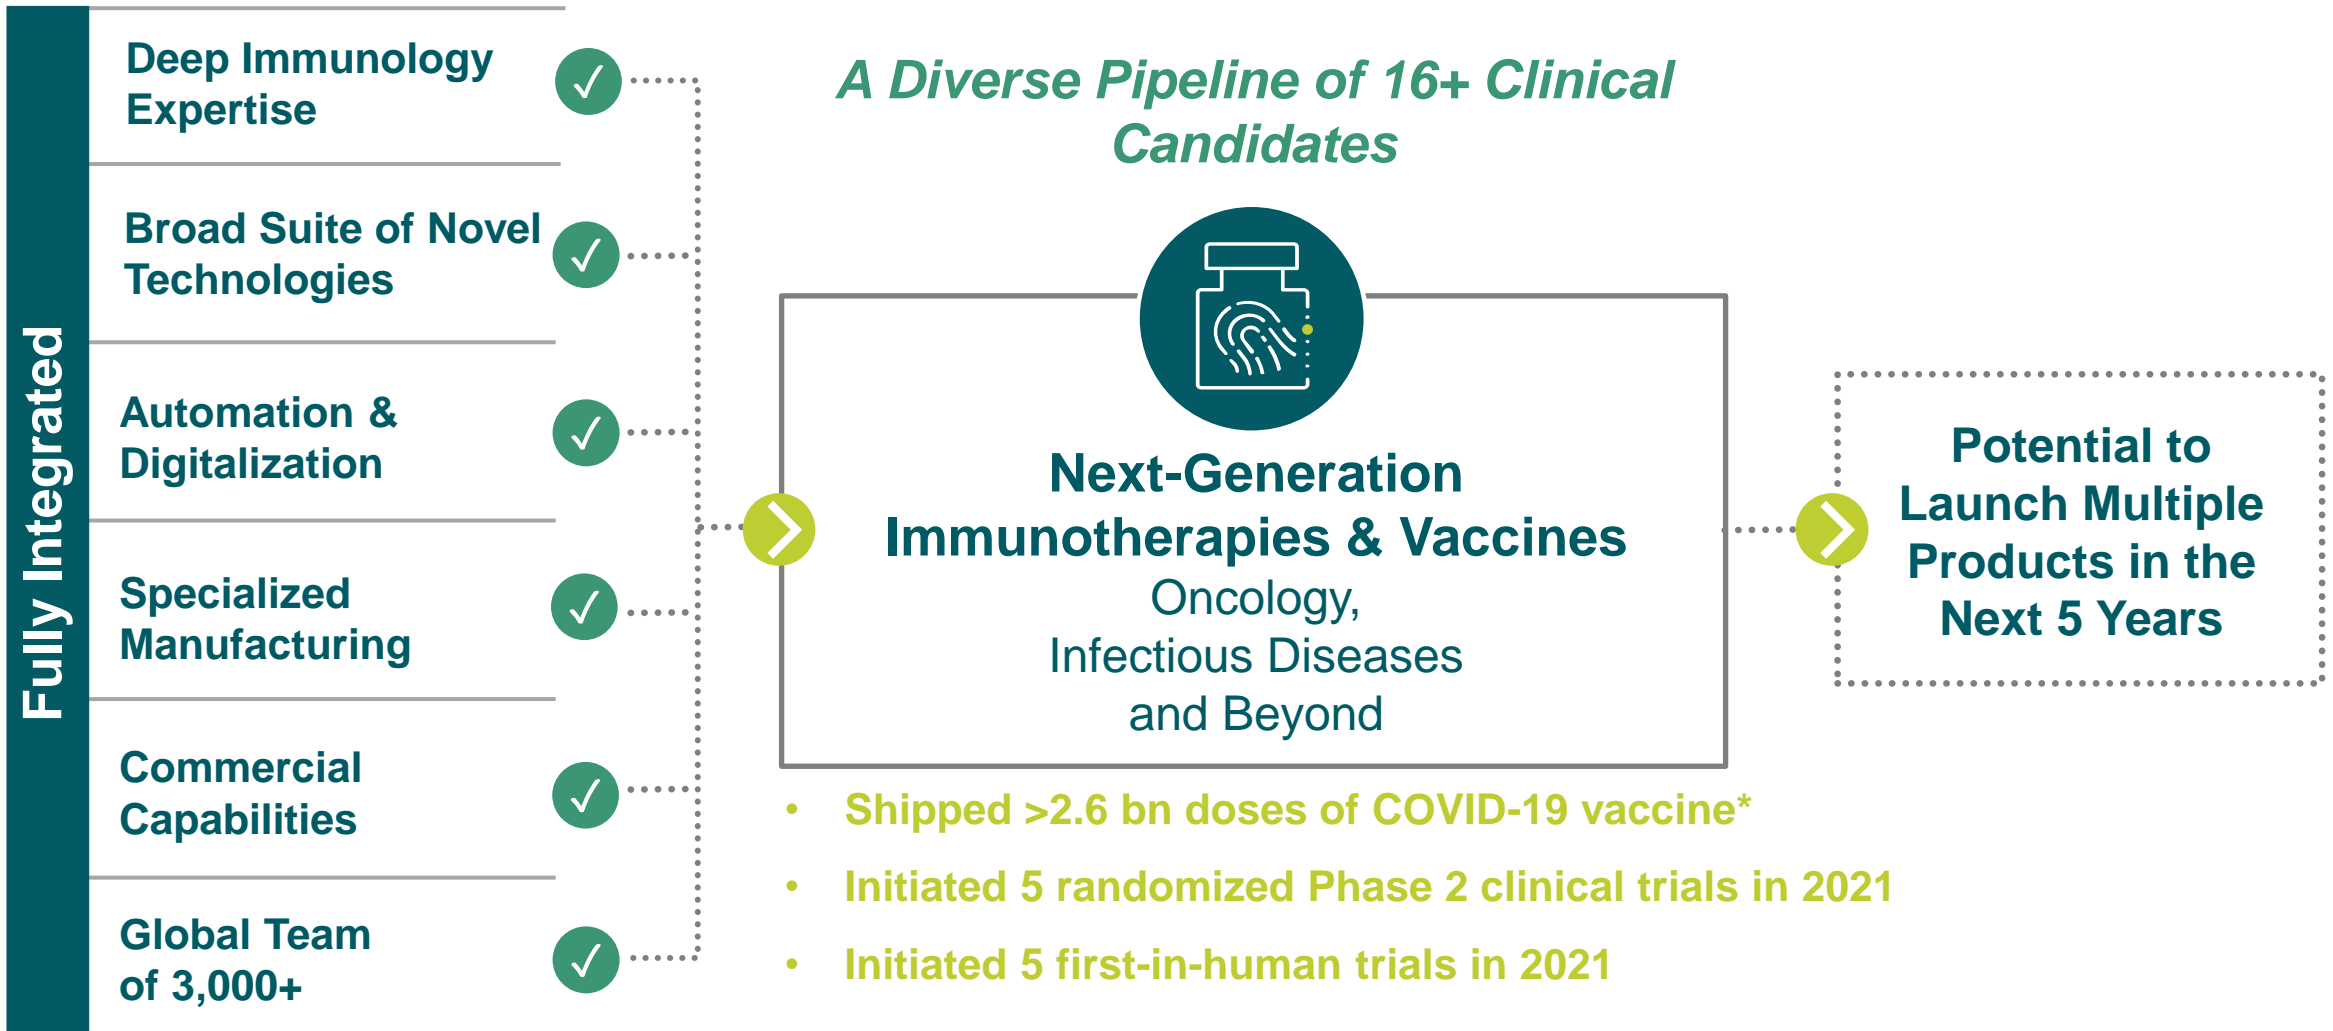 Fully Integrated
Deep Immunology
Expertise
Broad Suite of Novel
Technologies
Automation &
Digitalization
Specialized
Manufacturing
Commercial
Capabilities
Global Team
of 3,000+
A Diverse Pipeline of 16+ Clinical
Candidates
Next-Generation
Immunotherapies & Vaccines
Oncology,
Infectious Diseases
and Beyond
• Shipped >2.6 bn doses of COVID-19 vaccine*
• Initiated 5 randomized Phase 2 clinical trials in 2021
• Initiated 5 first-in-human trials in 2021
Potential to
Launch Multiple
Products in the
Next 5 Years